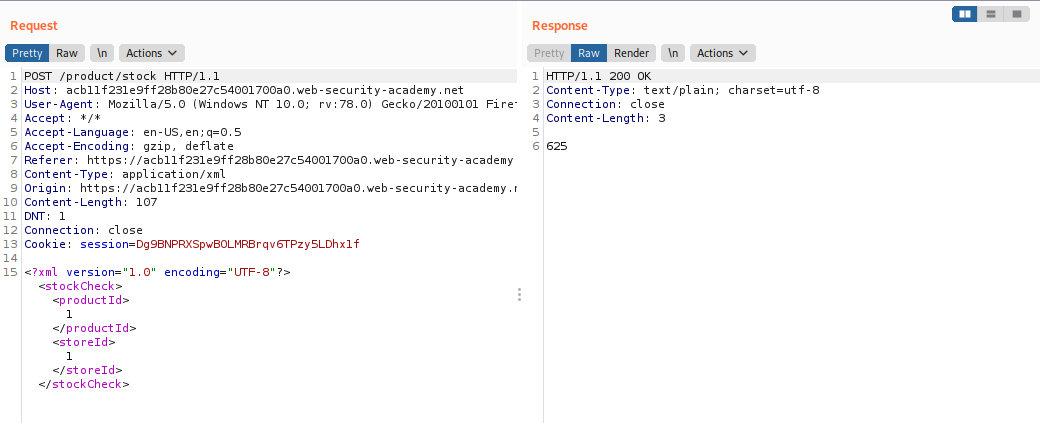 Request
Pretty Raw \n Actions
1 POST /product/stock HTTP/1.1
2 Host: acb11f231e9ff28b80e27c54001700a0.web-security-academy.net
3 User-Agent: Mozilla/5.0 (Windows NT 10.0; rv:78.0) Gecko/20100101 Firef
4 Accept: */*
5 Accept-Language: en-US,en;q=0.5
6 Accept-Encoding: gzip, deflate
7 Referer: https://acb11f231e9ff28b80e27c54001700a0.web-security-academy
8 Content-Type: application/xml
9 Origin: https://acb11f231e9ff28b80e27c54001700a0.web-security-academy.n
10 Content-Length: 107
11 DNT: 1
12 Connection: close
13 Cookie: session=Dg9BNPRXSpwBOLMRBrqv6TPzy5LDhx1f
14
15 <?xml version="1.0" encoding="UTF-8"?>
<stockCheck>
<productId>
1
</productId>
<storeId>
1
</storeId>
</stockCheck>
Response
Pretty Raw Render \n Actions
1 HTTP/1.1 200 OK
2 Content-Type: text/plain; charset=utf-8
3 Connection: close
4 Content-Length: 3
5
6 625